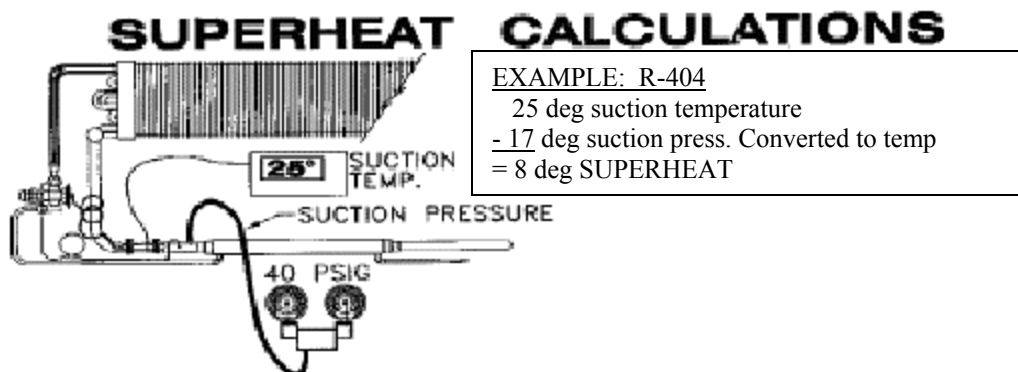 SUPERHEAT CALCULATIONS
EXAMPLE: R-404
25 deg suction temperature
- 17 deg suction press. Converted to temp
= 8 deg SUPERHEAT
25°
SUCTION
TEMP.
SUCTION PRESSURE
40 PSIG